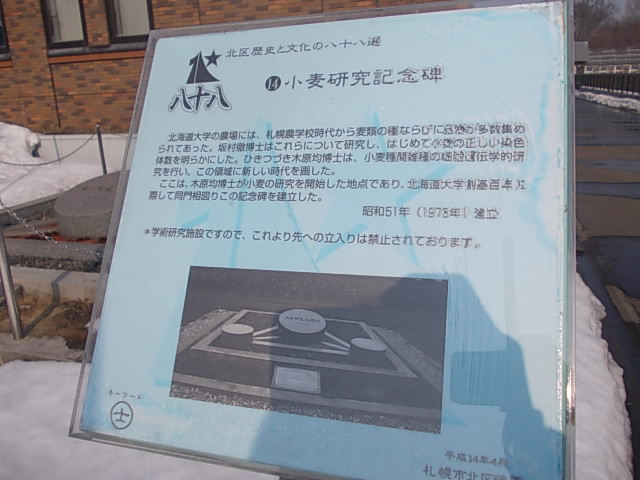 北区歴史と文化の八十八選
八十八
⓮小麦研究記念碑
北海道大学の農場には、札幌農学校時代から麦類の種ならびに品種が多数集め
られてあった。坂村徹博士はこれらについて研究し、はじめて小麦の正しい染色
体数を明らかにした。ひきつづき木原均博士は、小麦種間雑種の細胞遺伝学的研
究を行い、この領域に新しい時代を画した。
ここは、木原均博士が小麦の研究を開始した地点であり、北海道大学創基百年に
際して同門相図りこの記念碑を建立した。
昭和51年（1976年）建立
*学術研究施設ですので、これより先への立入りは禁止されております。
キーワード
士
平成14年4月
札幌市北区